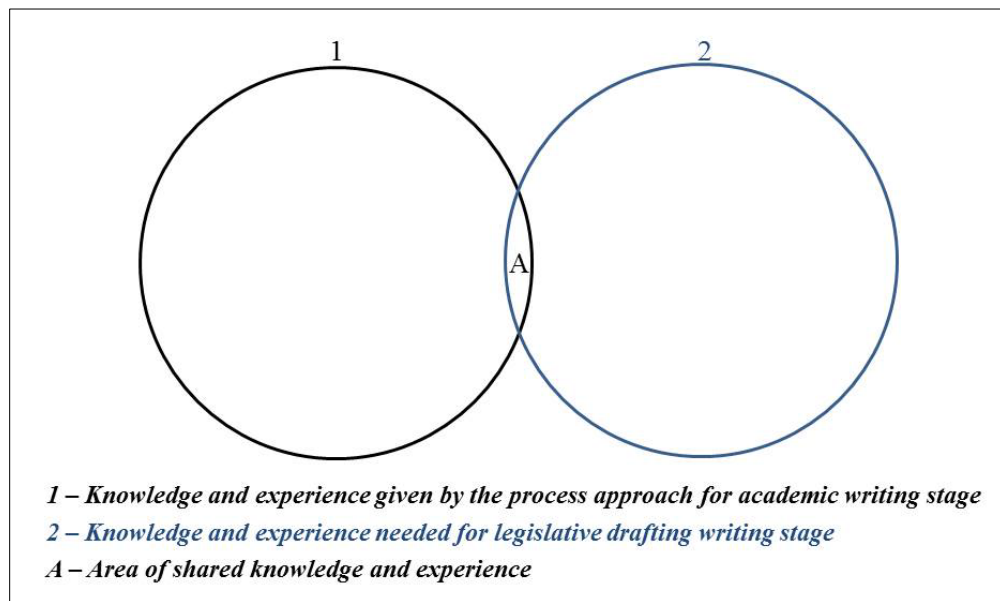 1
2
A
1 – Knowledge and experience given by the process approach for academic writing stage
2 – Knowledge and experience needed for legislative drafting writing stage
A – Area of shared knowledge and experience